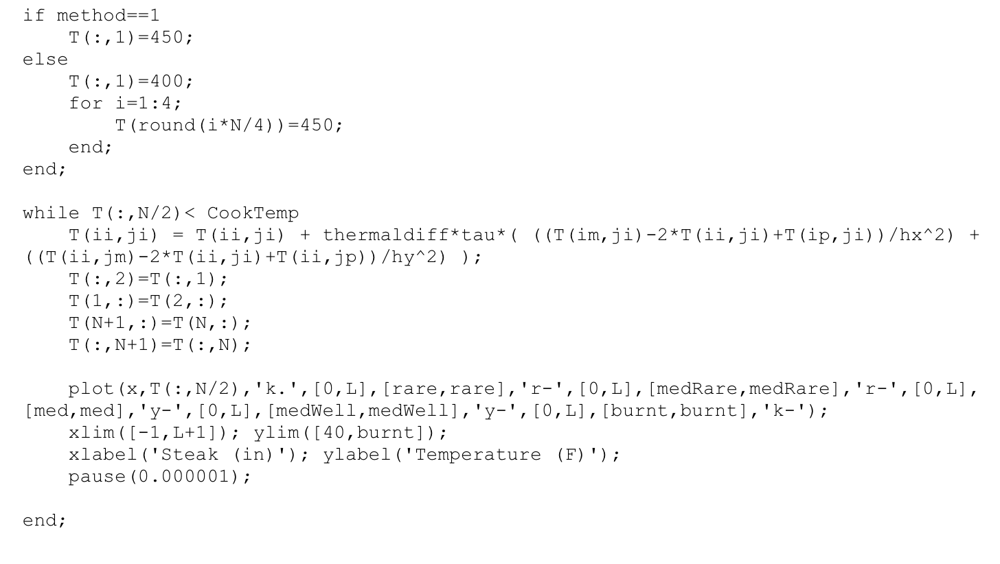 if method==1
    T(:,1)=450;
else
    T(:,1)=400;
    for i=1:4;
        T(round(i*N/4))=450;
    end;
end;

while T(:,N/2)< CookTemp
    T(ii,ji) = T(ii,ji) + thermaldiff*tau*( ((T(im,ji)-2*T(ii,ji)+T(ip,ji))/hx^2) +
((T(ii,jm)-2*T(ii,ji)+T(ii,jp))/hy^2) );
    T(:,2)=T(:,1);
    T(1,:)=T(2,:);
    T(N+1,:)=T(N,:);
    T(:,N+1)=T(:,N);

    plot(x,T(:,N/2),'k.',[0,L],[rare,rare],'r-',[0,L],[medRare,medRare],'r-',[0,L],
[med,med],'y-',[0,L],[medWell,medWell],'y-',[0,L],[burnt,burnt],'k-');
    xlim([-1,L+1]); ylim([40,burnt]);
    xlabel('Steak (in)'); ylabel('Temperature (F)');
    pause(0.000001);

end;